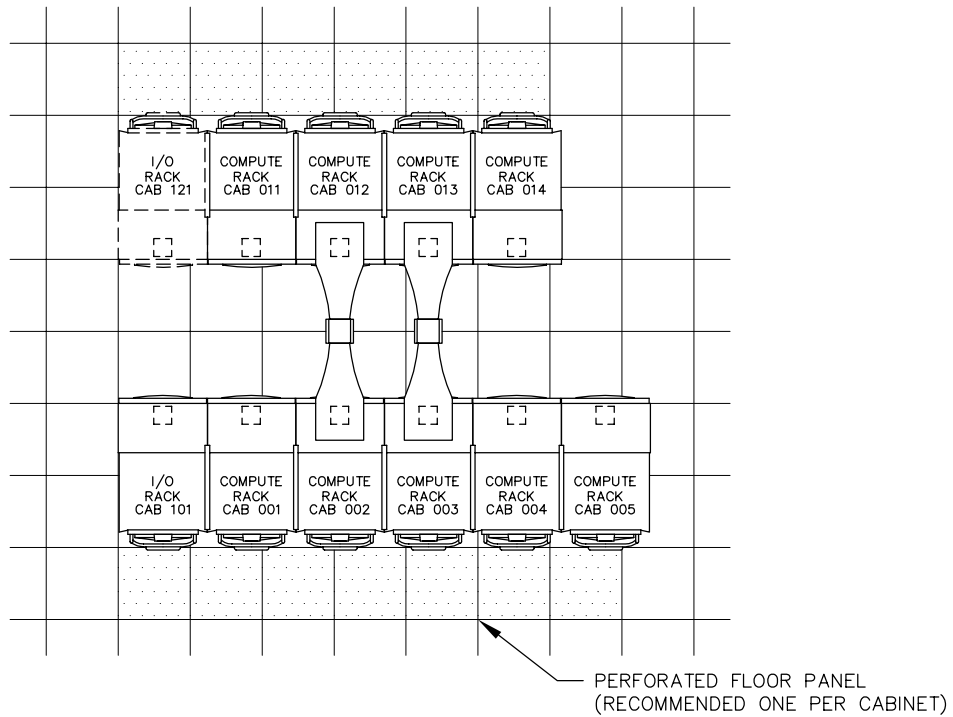 I/O
RACK
CAB 121
COMPUTE
RACK
CAB 011
COMPUTE
RACK
CAB 012
COMPUTE
RACK
CAB 013
COMPUTE
RACK
CAB 014
I/O
RACK
CAB 101
COMPUTE
RACK
CAB 001
COMPUTE
RACK
CAB 002
COMPUTE
RACK
CAB 003
COMPUTE
RACK
CAB 004
COMPUTE
RACK
CAB 005
PERFORATED FLOOR PANEL
(RECOMMENDED ONE PER CABINET)